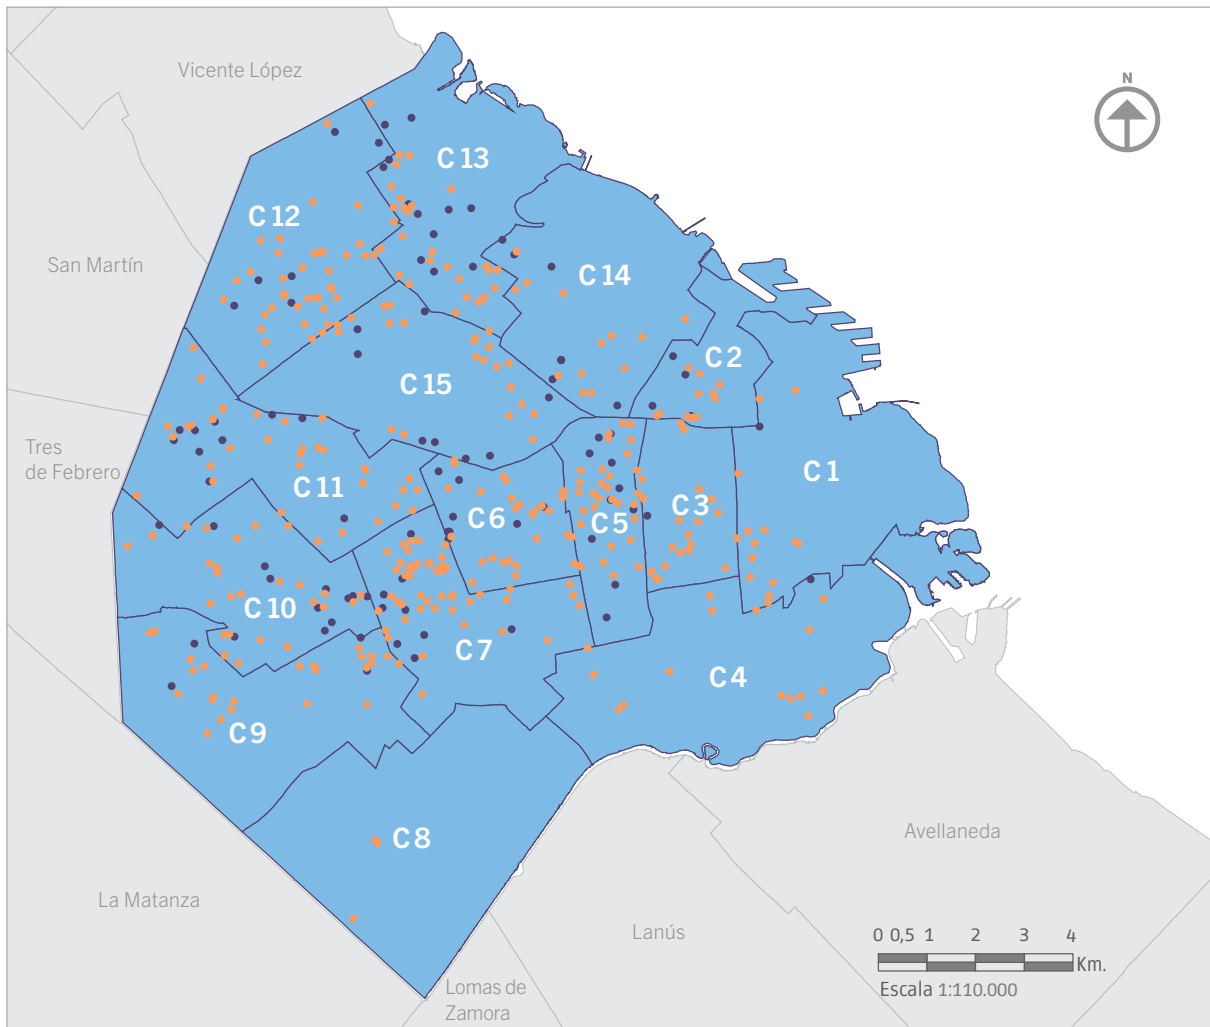 N
Vicente López
C 13
C 12
San Martín
C 14
C 2
C 15
Tres
de Febrero
C 1
C 11
C 3
C 6
C 5
C 10
C 7
C 4
C 9
C 8
Avellaneda
La Matanza
Lanús
0 0,5 1 2 3 4
Km.
Escala 1:110.000
Lomas de
Zamora